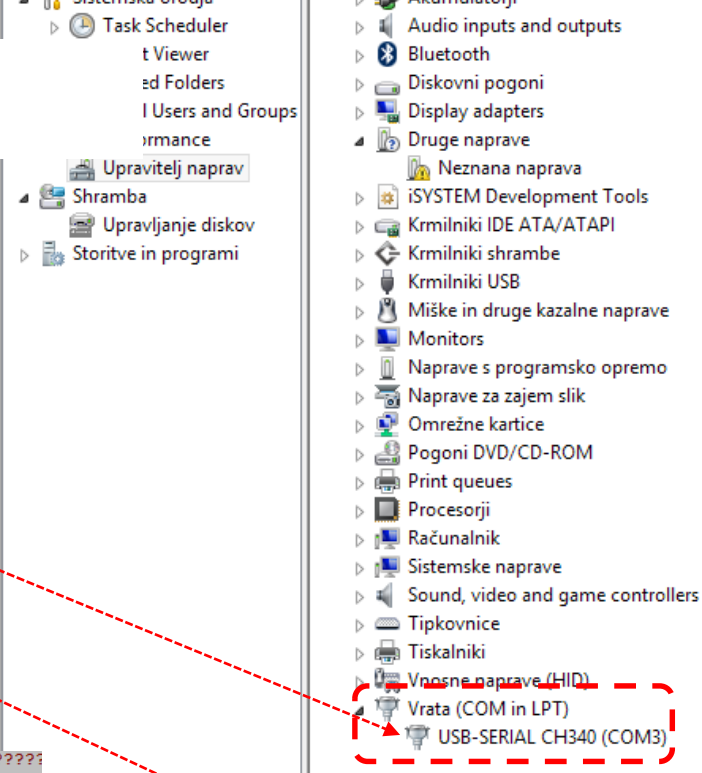 Sistemska orodja
Task Scheduler
t Viewer
ed Folders
l Users and Groups
ormance
Upravitelj naprav
Shramba
Upravljanje diskov
Storitve in programi
????
Akumulatorji
Audio inputs and outputs
Bluetooth
Diskovni pogoni
Display adapters
Druge naprave
Neznana naprava
iSYSTEM Development Tools
Krmilniki IDE ATA/ATAPI
Krmilniki shrambe
Krmilniki USB
Miške in druge kazalne naprave
Monitors
Naprave s programsko opremo
Naprave za zajem slik
Omrežne kartice
Pogoni DVD/CD-ROM
Print queues
Procesorji
Računalnik
Sistemske naprave
Sound, video and game controllers
Tipkovnice
Tiskalniki
Vnosne naprave (HID)
Vrata (COM in LPT)
USB-SERIAL CH340 (COM3)